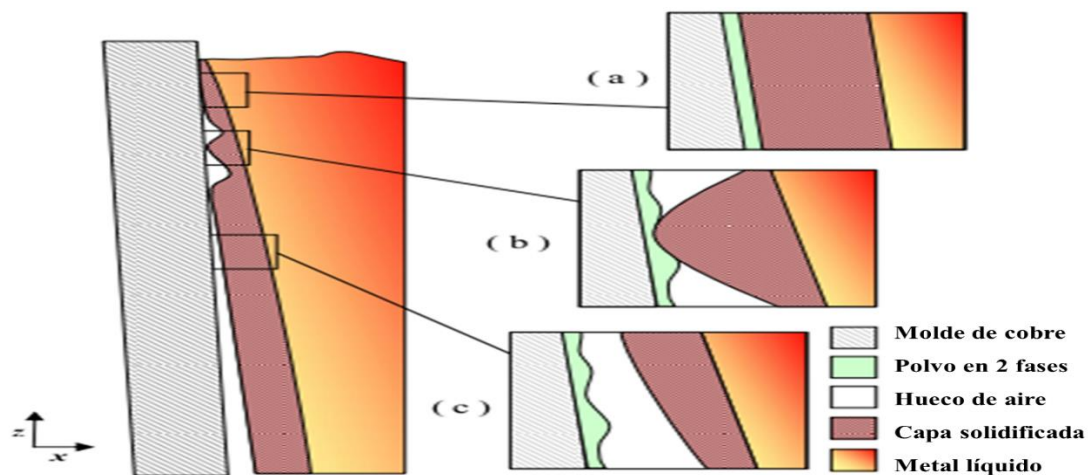 ( a )
( b )
( c )
z
x
Molde de cobre
Polvo en 2 fases
Hueco de aire
Capa solidificada
Metal líquido